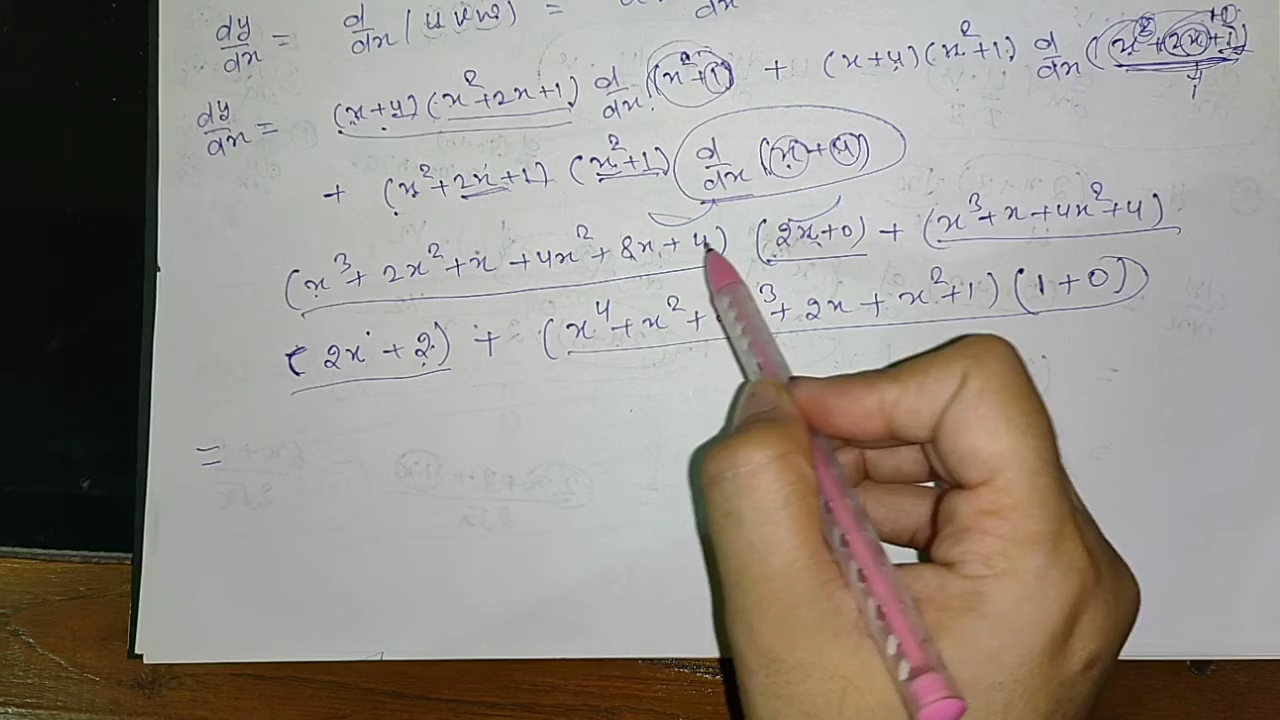 dy/dx = d/dx (uvw) =
dy/dx = (x+4)(x²+2x+1) d/dx (x²+1) + (x+4)(x²+1) d/dx (x²+2x+1)
+ (x²+2x+1) (x²+1) d/dx (x+4)
(x³+2x²+x+4x²+8x+4) (2x+0) + (x³+x+4x²+4)
(2x+2) + (x⁴+x²+ ³+2x+x²+1) (1+0)
=